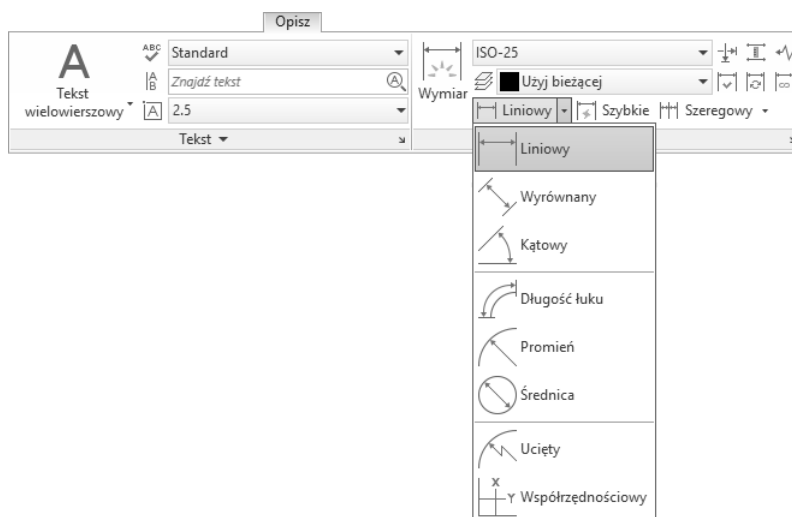 Opisz
A
Tekst
wielowierszowy
ABC
Standard
A
B
Znajdź tekst
A
A
2.5
Tekst
Wymiar
ISO-25
Użyj bieżącej
Liniowy
Szybkie
Szeregowy
Liniowy
Wyrównany
Kątowy
Długość łuku
Promień
Średnica
Ucięty
X
Y
Współrzędnościowy